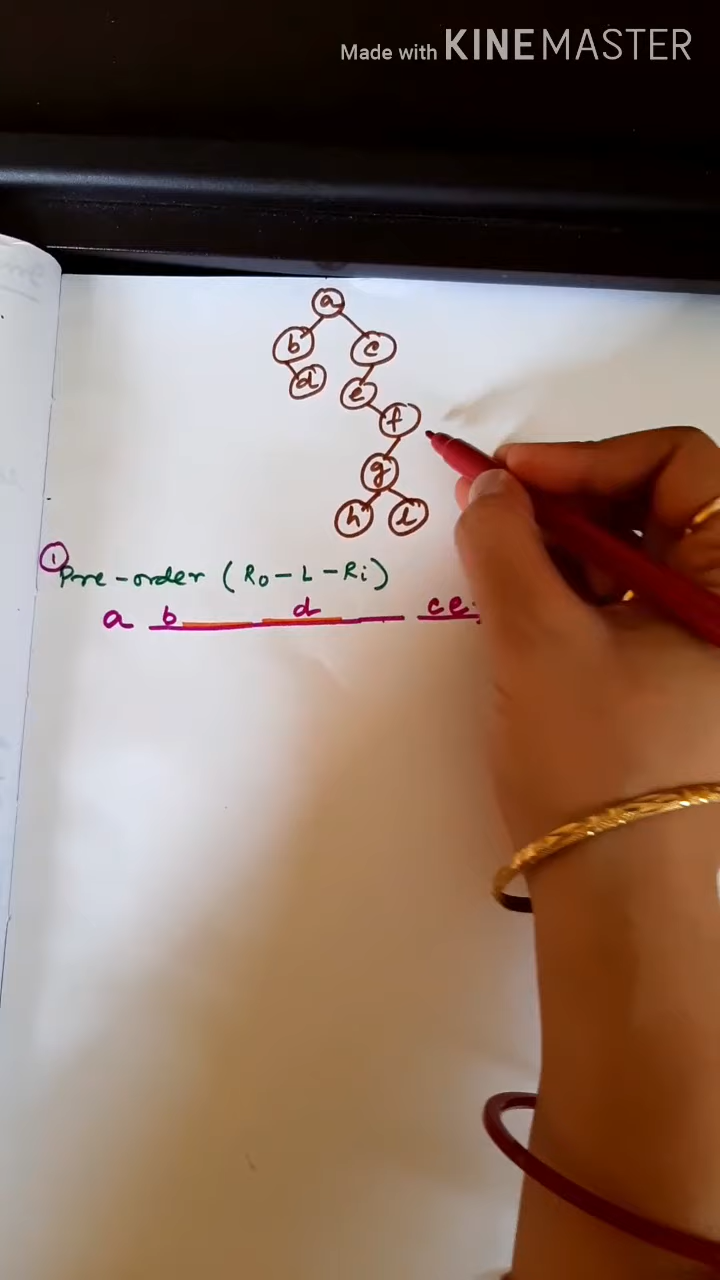 Made with KINEMASTER
a
b c
d e
f
g
h i
1
Pre-order (Ro-L-Ri)
a b d ce